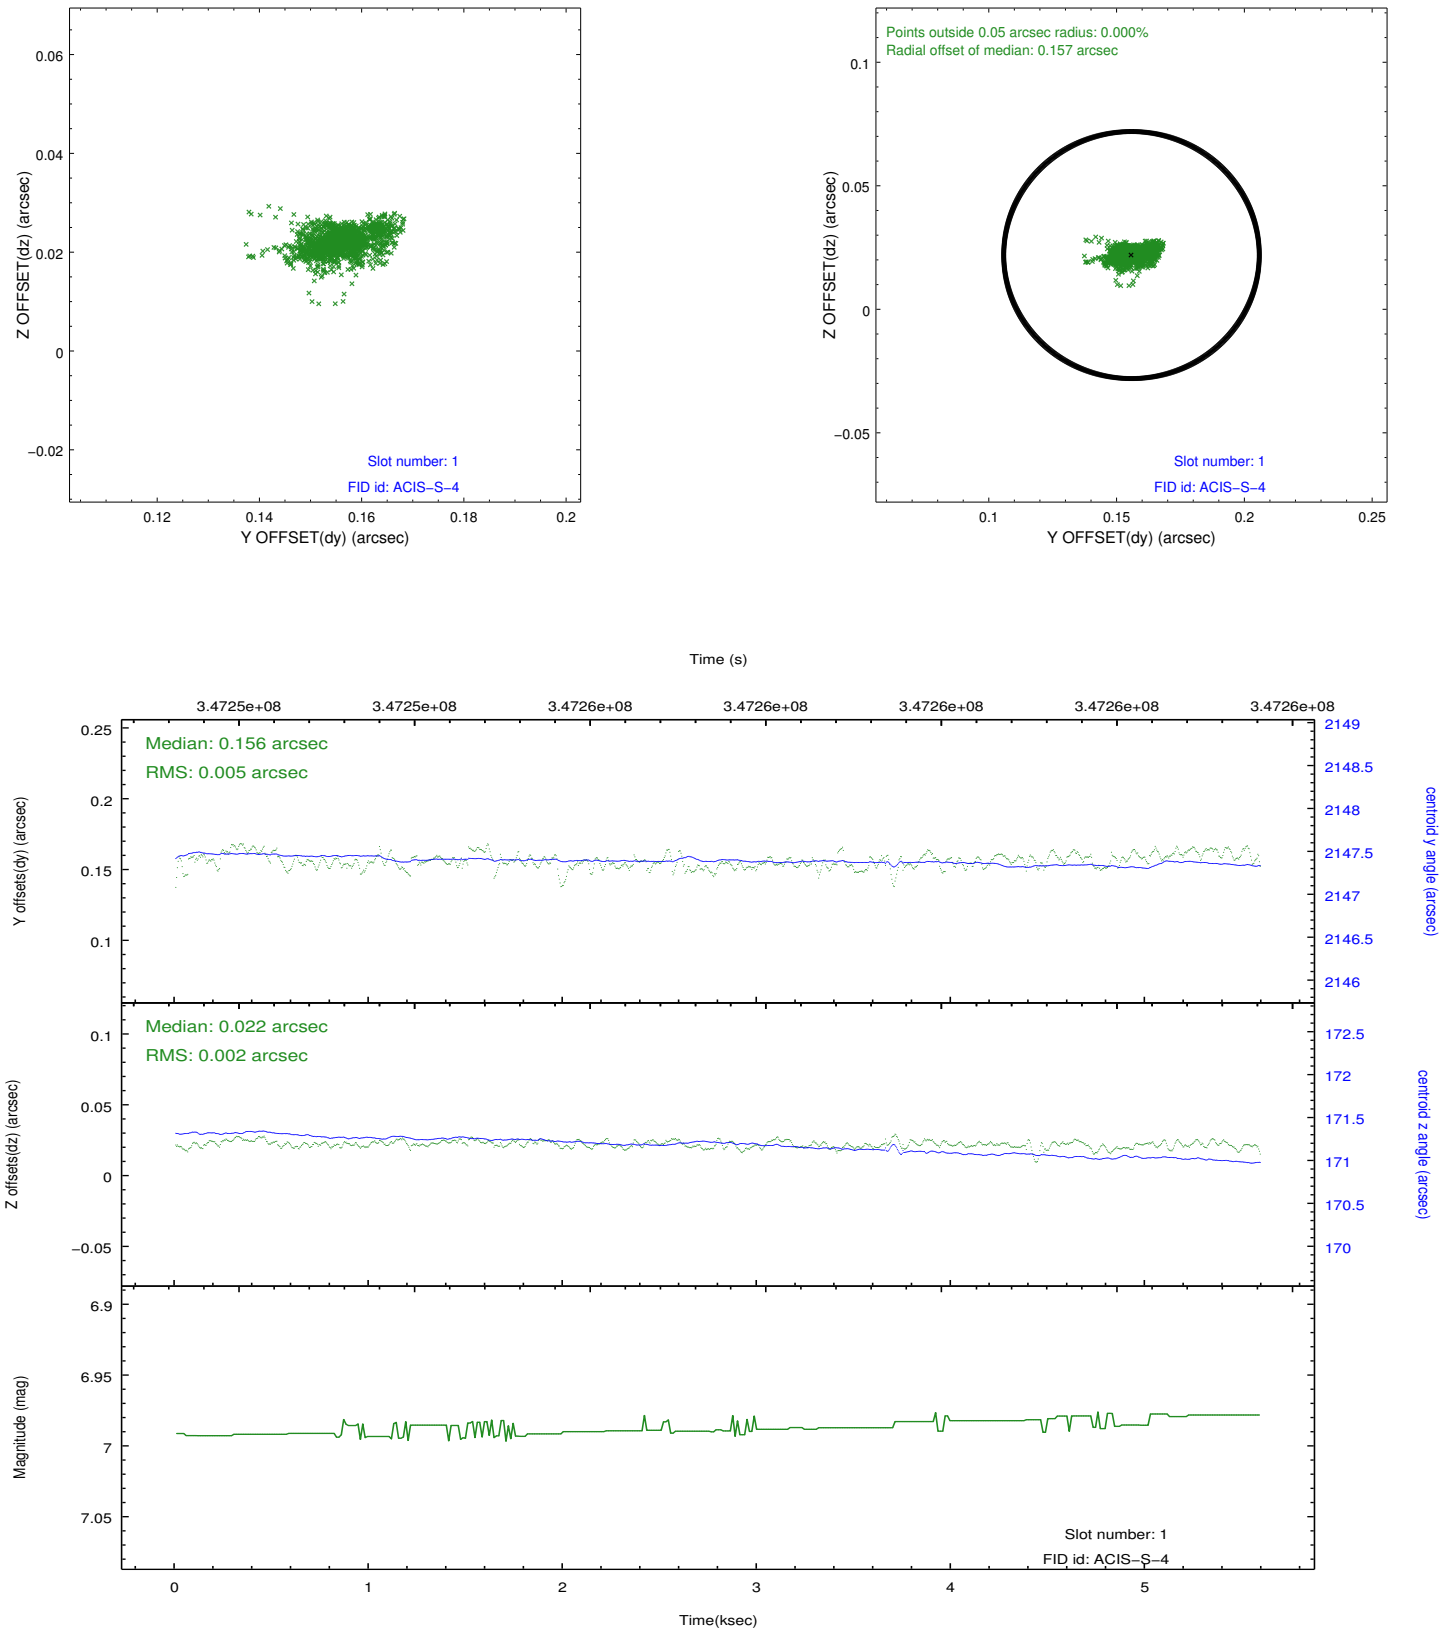 0.06
0.04
0.02
0
−0.02
Z OFFSET(dz) (arcsec)
Slot number: 1
FID id: ACIS−S−4
0.12 0.14 0.16 0.18 0.2
Y OFFSET(dy) (arcsec)
Points outside 0.05 arcsec radius: 0.000%
Radial offset of median: 0.157 arcsec
0.1
0.05
0
−0.05
Z OFFSET(dz) (arcsec)
Slot number: 1
FID id: ACIS−S−4
0.1 0.15 0.2 0.25
Y OFFSET(dy) (arcsec)
Time (s)
3.4725e+08 3.4725e+08 3.4726e+08 3.4726e+08 3.4726e+08 3.4726e+08 3.4726e+08
Median: 0.156 arcsec
RMS: 0.005 arcsec
0.25
0.2
0.15
0.1
Y offsets(dy) (arcsec)
2149
2148.5
2148
2147.5
2147
2146.5
2146
centroid y angle (arcsec)
Median: 0.022 arcsec
RMS: 0.002 arcsec
0.1
0.05
0
−0.05
Z offsets(dz) (arcsec)
172.5
172
171.5
171
170.5
170
centroid z angle (arcsec)
6.9
6.95
7
7.05
Magnitude (mag)
Slot number: 1
FID id: ACIS−S−4
0 1 2 3 4 5
Time(ksec)